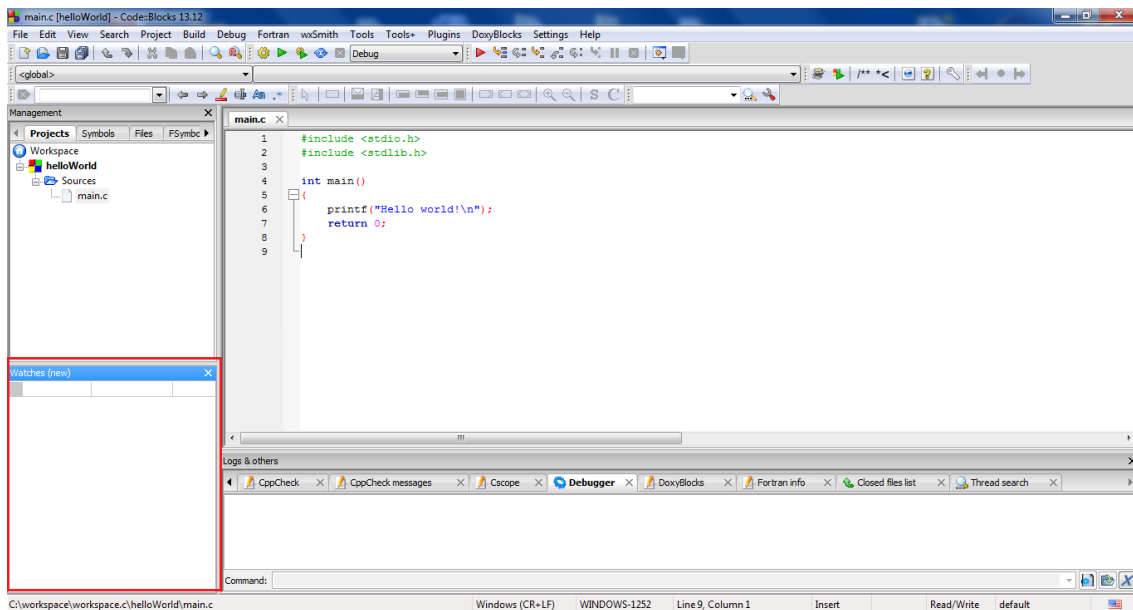 main.c [helloWorld] - Code::Blocks 13.12
File Edit View Search Project Build Debug Fortran wxSmith Tools Tools+ Plugins DoxyBlocks Settings Help
Debug
<global>
/** *<
S C
Management
main.c
Projects Symbols Files FSymbc
Workspace
helloWorld
Sources
main.c
1 #include <stdio.h>
2 #include <stdlib.h>
3
4 int main()
5 {
6 printf("Hello world!\n");
7 return 0;
8 }
9
Watches (new)
Logs & others
CppCheck CppCheck messages Cscope Debugger DoxyBlocks Fortran info Closed files list Thread search
Command:
C:\workspace\workspace.c\helloWorld\main.c Windows (CR+LF) WINDOWS-1252 Line 9, Column 1 Insert Read/Write default